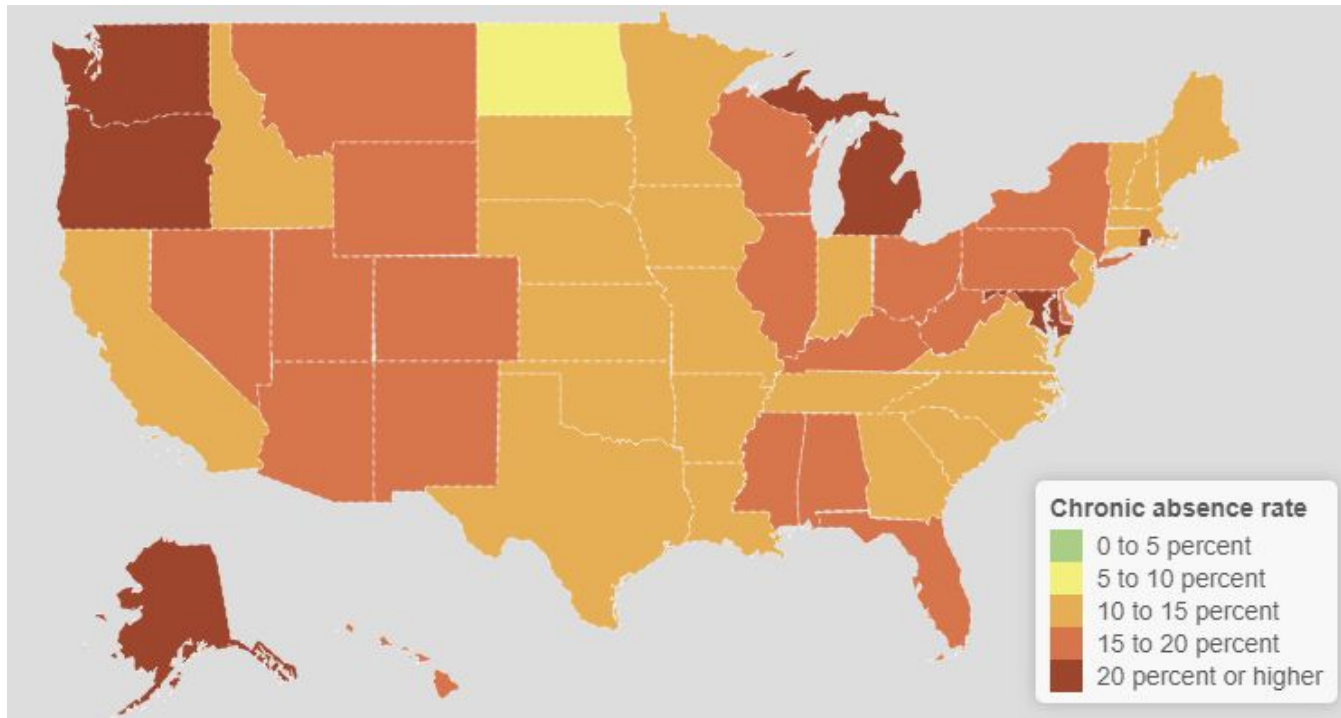 Chronic absence rate
0 to 5 percent
5 to 10 percent
10 to 15 percent
15 to 20 percent
20 percent or higher